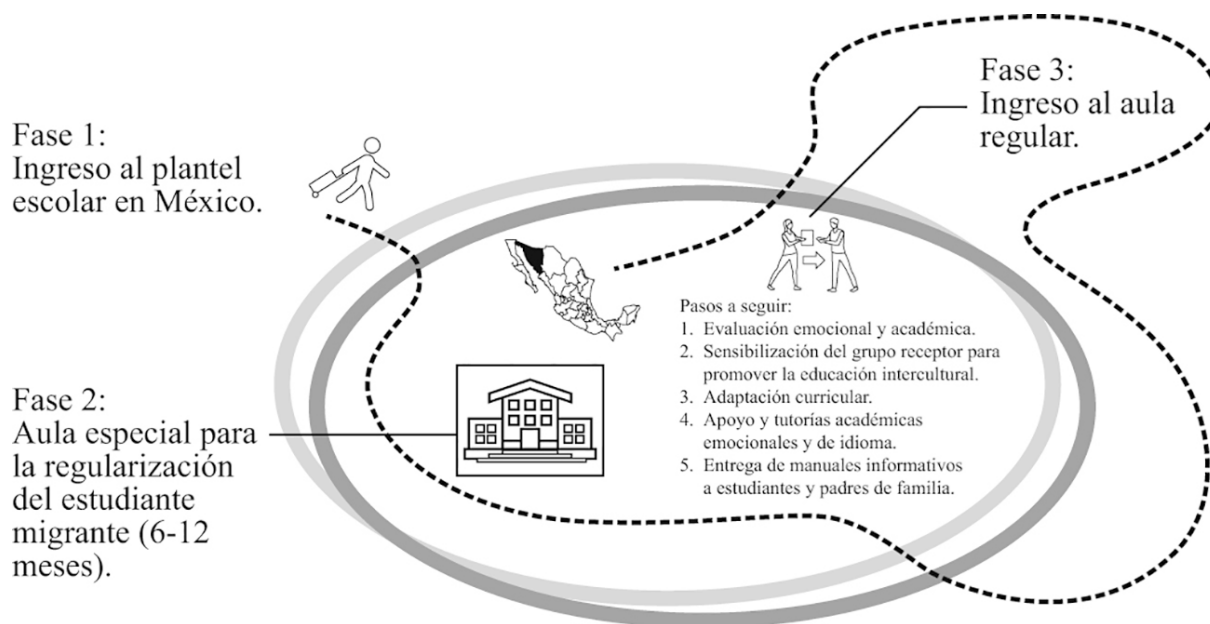 Fase 1:
Ingreso al plantel
escolar en México.
Fase 2:
Aula especial para
la regularización
del estudiante
migrante (6-12
meses).
Fase 3:
Ingreso al aula
regular.
Pasos a seguir:
1. Evaluación emocional y académica.
2. Sensibilización del grupo receptor para
promover la educación intercultural.
3. Adaptación curricular.
4. Apoyo y tutorías académicas
emocionales y de idioma.
5. Entrega de manuales informativos
a estudiantes y padres de familia.